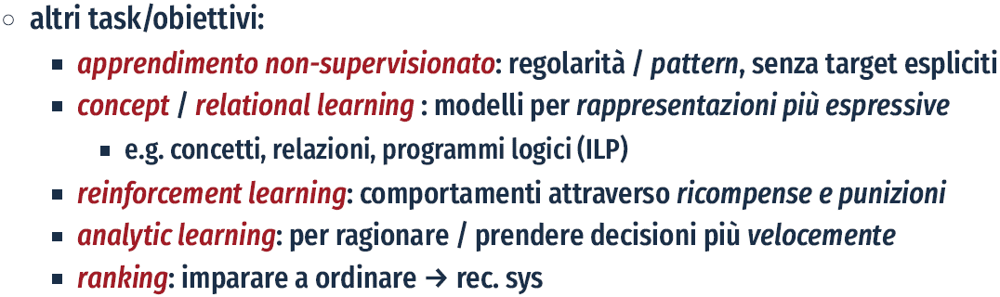 altri task/obiettivi:
apprendimento non-supervisionato: regolarità / pattern, senza target espliciti
concept / relational learning : modelli per rappresentazioni più espressive
e.g. concetti, relazioni, programmi logici (ILP)
reinforcement learning: comportamenti attraverso ricompense e punizioni
analytic learning: per ragionare / prendere decisioni più velocemente
ranking: imparare a ordinare → rec. sys